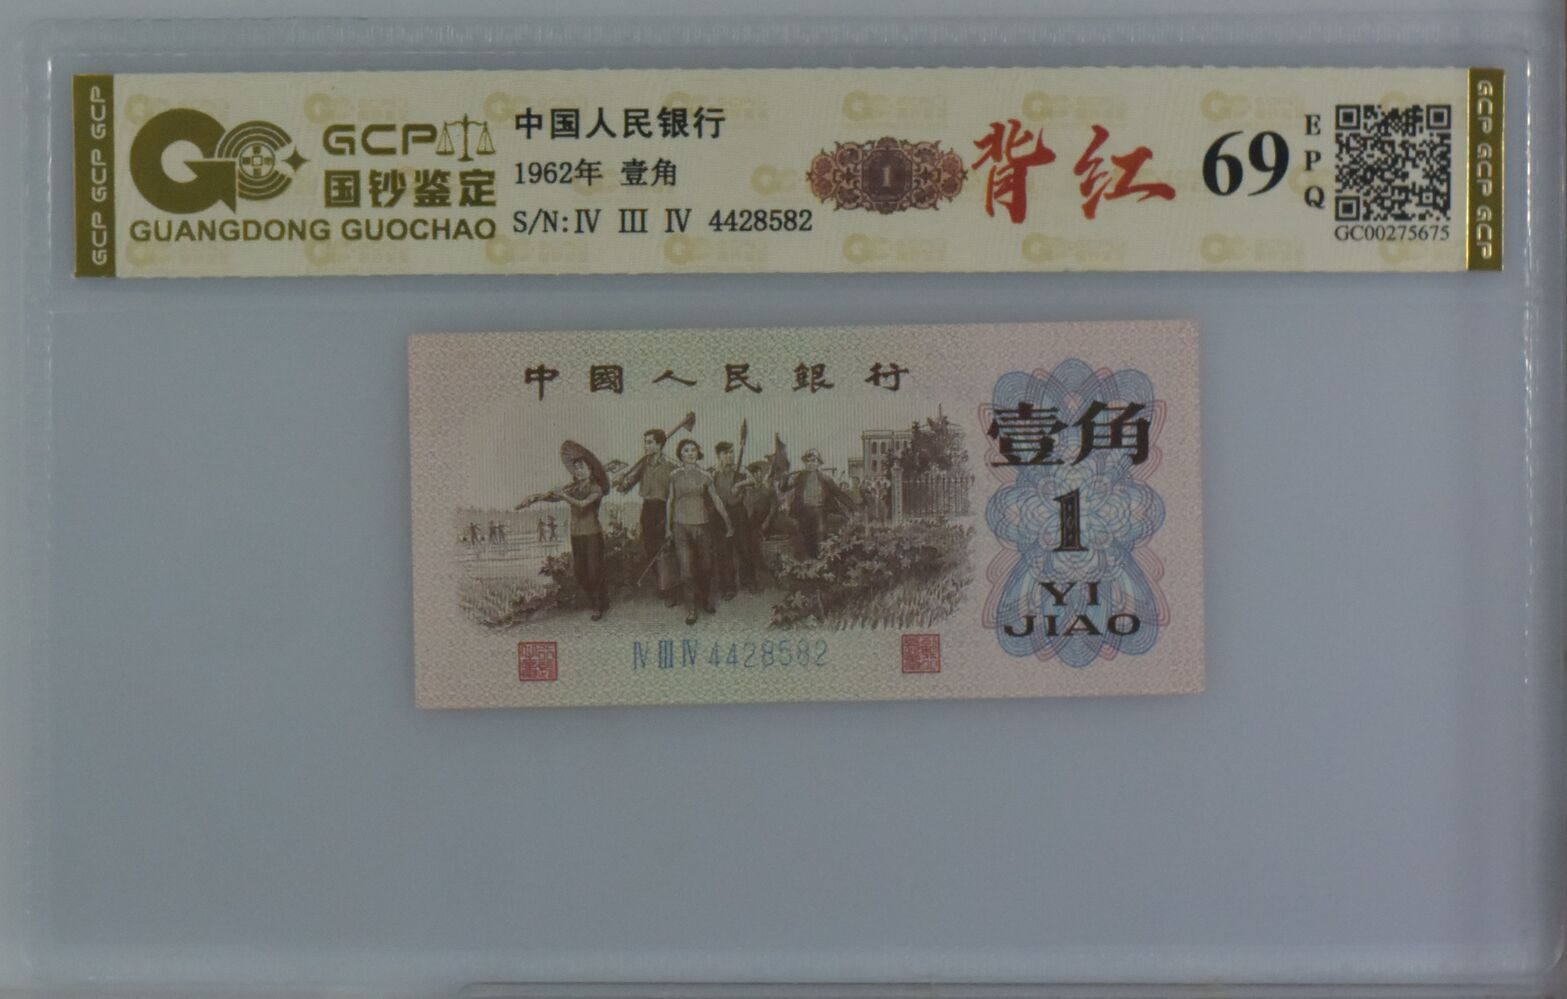 GCP GCP GCP
GCP
国钞鉴定
GUANGDONG GUOCHAO
中国人民银行
1962年 壹角
S/N:Ⅳ Ⅲ Ⅳ 4428582
1
背红
69
EPQ
GC00275675
GCP GCP GCP
中國人民銀行
壹角
1
YI
JIAO
Ⅳ Ⅲ Ⅳ 4428582